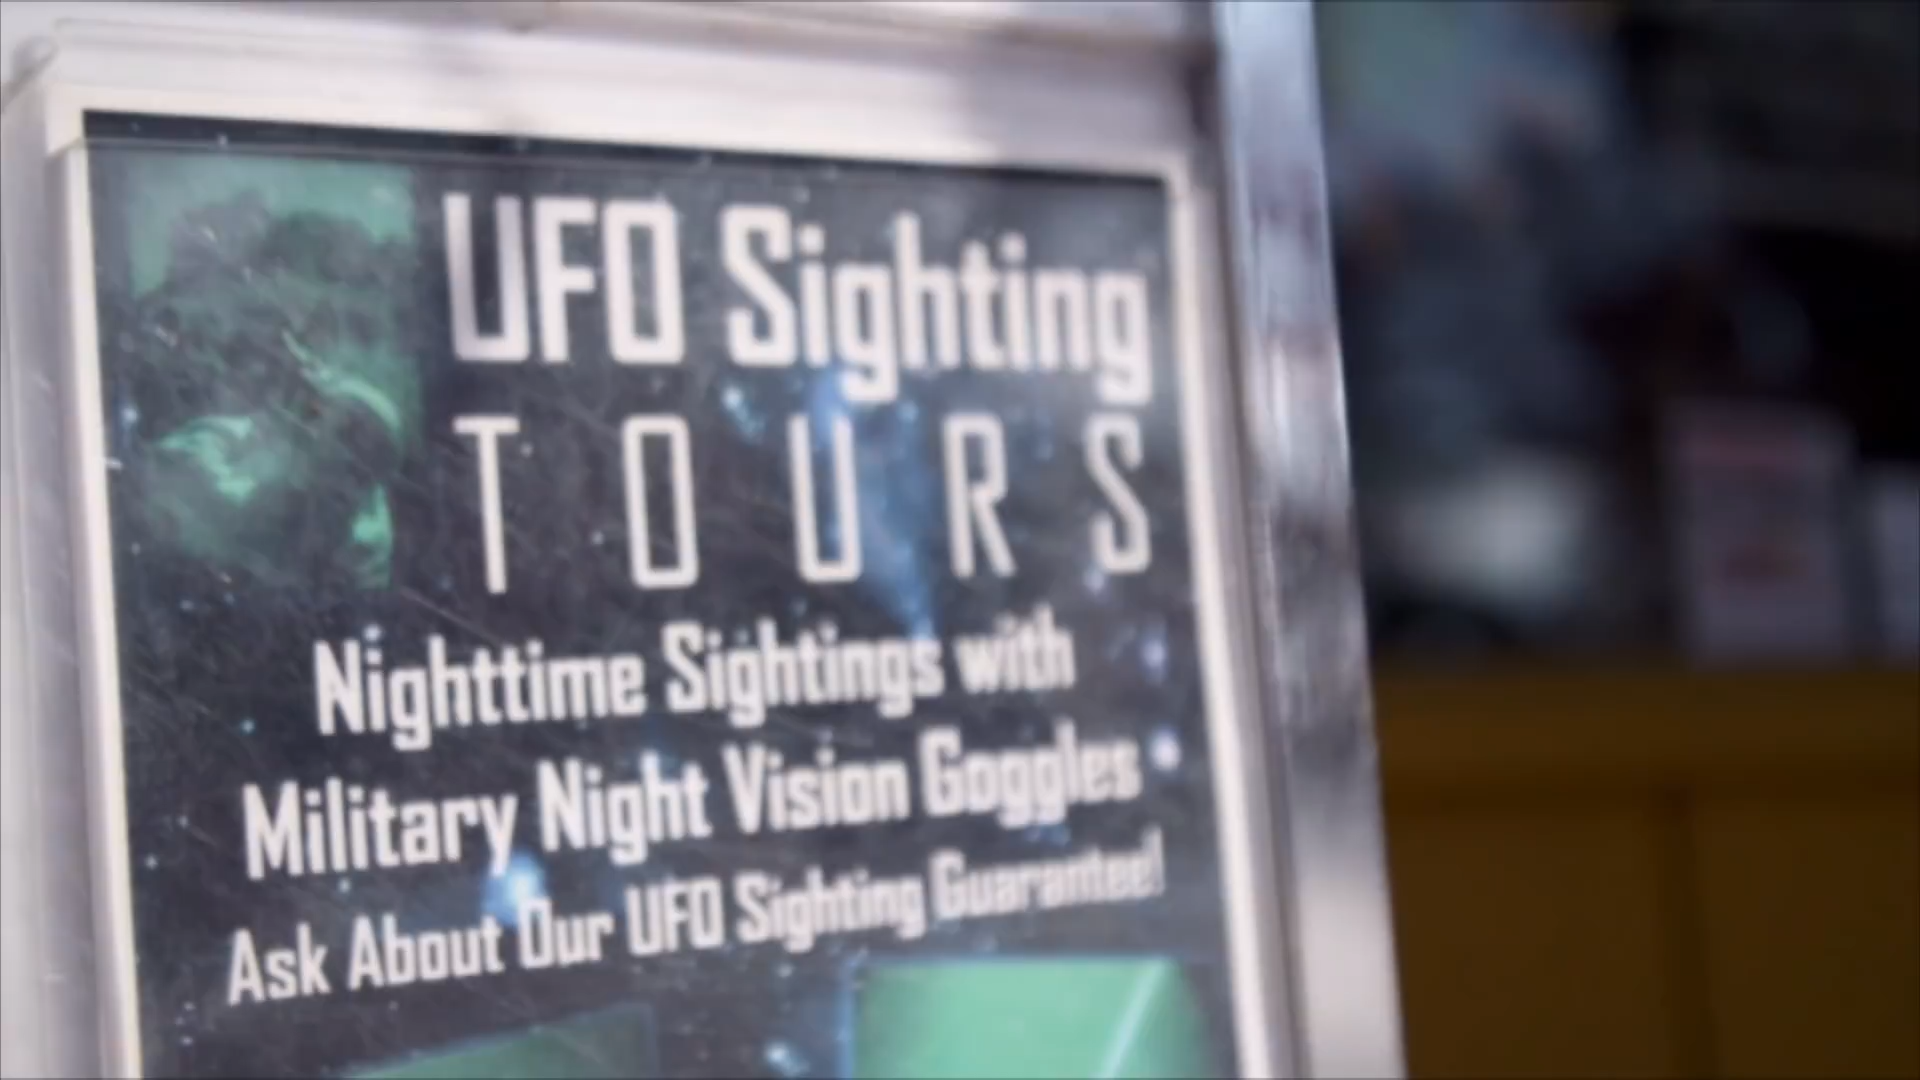 UFO Sighting
TOURS
Nighttime Sightings with
Military Night Vision Goggles
Ask About Our UFO Sighting Guarantee!